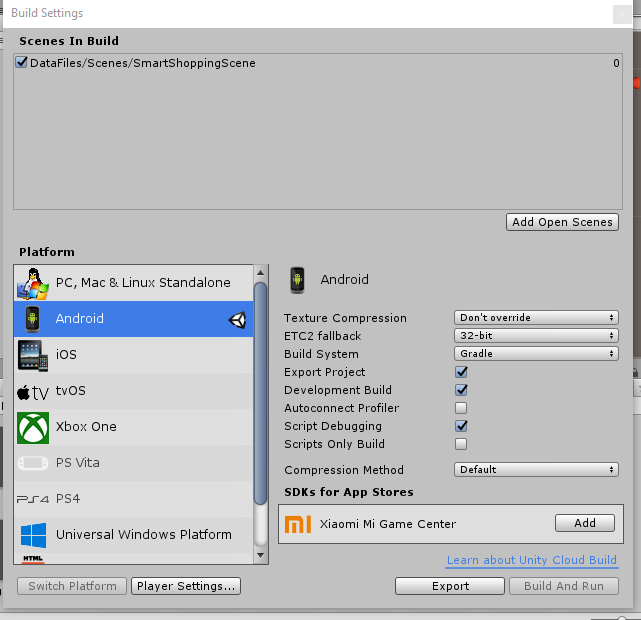 Build Settings
x
Scenes In Build
DataFiles/Scenes/SmartShoppingScene 0
Add Open Scenes
Platform
PC, Mac & Linux Standalone
Android
iOS
tv tvOS
Xbox One
PS Vita
PS4 PS4
Universal Windows Platform
HTML
Android
Texture Compression Don't override
ETC2 fallback 32-bit
Build System Gradle
Export Project
Development Build
Autoconnect Profiler
Script Debugging
Scripts Only Build
Compression Method Default
SDKs for App Stores
mi Xiaomi Mi Game Center Add
Learn about Unity Cloud Build
Switch Platform Player Settings... Export Build And Run